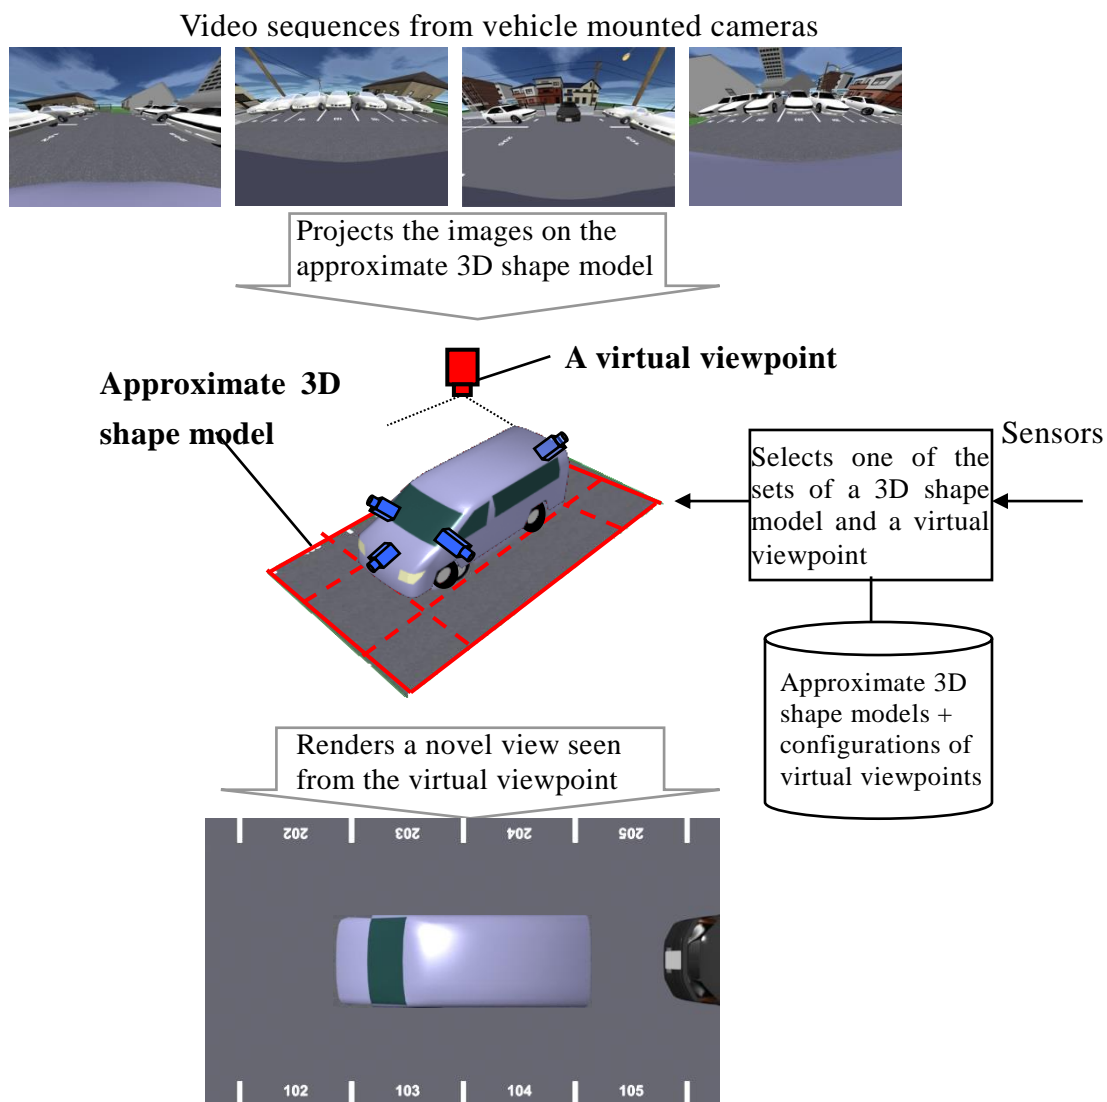 Video sequences from vehicle mounted cameras
Projects the images on the
approximate 3D shape model
A virtual viewpoint
Approximate 3D
shape model
Sensors
Selects one of the
sets of a 3D shape
model and a virtual
viewpoint
Approximate 3D
shape models +
configurations of
virtual viewpoints
Renders a novel view seen
from the virtual viewpoint
202 203 204 205
102 103 104 105